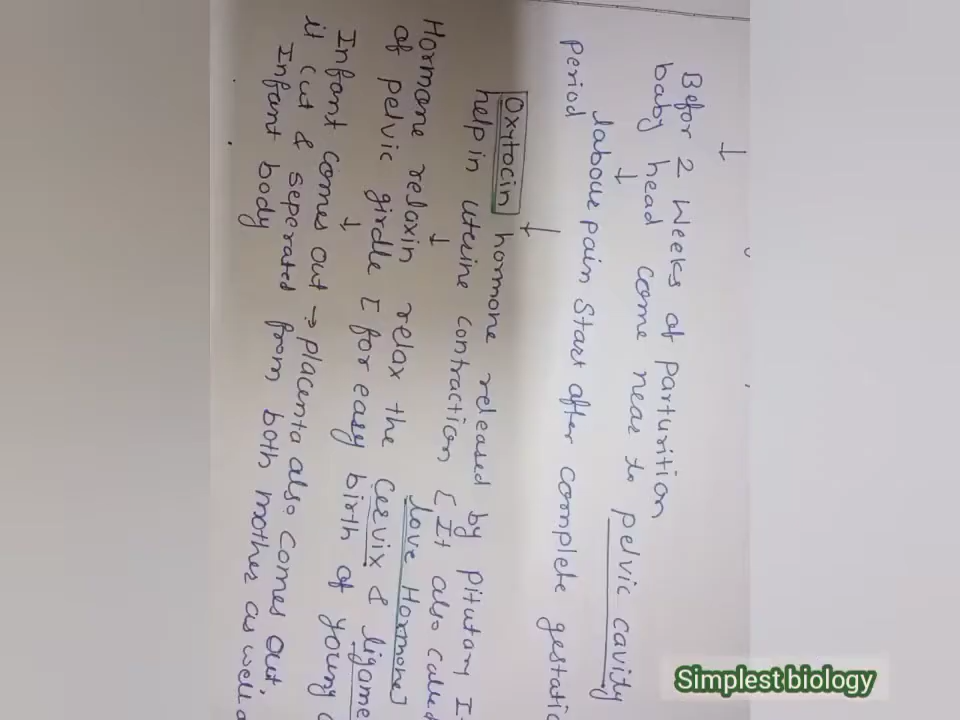 ↓
Befor 2 Weeks of parturition
baby head come near to pelvic cavity
↓
laboue pain Start after complete gestatio
period
↓
Oxytocin hormone released by pitutary
help in uterine contraction [It also called
love Hormone]
↓
Hormone relaxin relax the cervix & ligame
of pelvic girdle [for easy birth of young
↓
Infant comes out → placenta also comes out,
it cut & seperated from both mother as well a
Infant body
Simplest biology